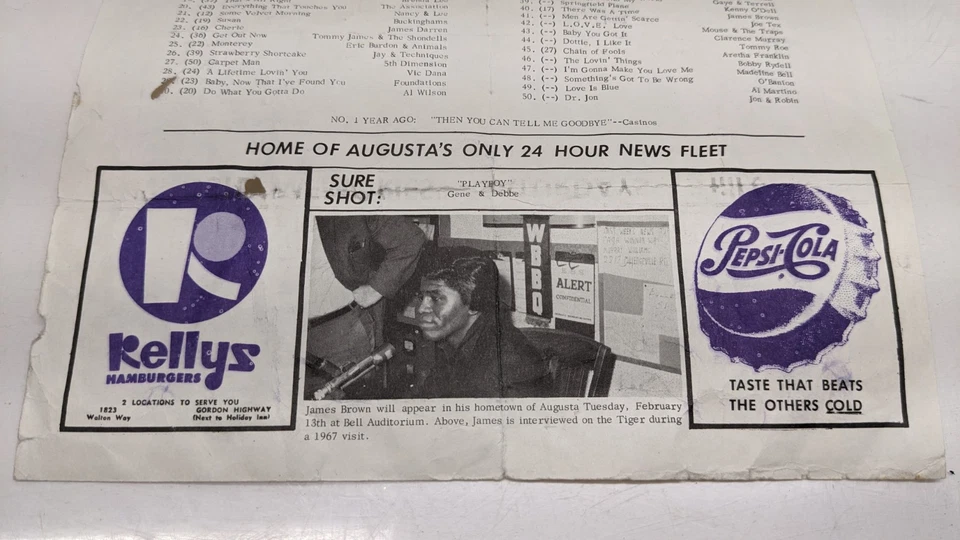 20. (43) Everything That Touches You The Association
21. (12) Some Velvet Morning Nancy & Lee
22. (19) Susan Buckinghams
23. (16) Cherie James Darren
24. (36) Get Out Now Tommy James & The Shondells
25. (22) Monterey Eric Burdon & Animals
26. (39) Strawberry Shortcake Jay & Techniques
27. (50) Carpet Man 5th Dimension
28. (24) A Lifetime Lovin' You Vic Dana
(23) Baby, Now That I've Found You Foundations
(20) Do What You Gotta Do Al Wilson
39. (--) Springfield Plane Kenny O'Dell
40. (17) There Was A Time James Brown
41. (--) Men Are Gettin' Scarce Joe Tex
42. (--) L.O.V.E. Love Mouse & The Traps
43. (--) Baby You Got It Clarence Murray
44. (--) Dottie, I Like It Tommy Roe
45. (27) Chain of Fools Aretha Franklin
46. (--) The Lovin' Things Bobby Rydell
47. (--) I'm Gonna Make You Love Me Madeline Bell
48. (--) Something's Got To Be Wrong O'Banton
49. (--) Love Is Blue Al Martino
50. (--) Dr. Jon Jon & Robin
NO. 1 YEAR AGO: "THEN YOU CAN TELL ME GOODBYE"--Casinos
HOME OF AUGUSTA'S ONLY 24 HOUR NEWS FLEET
R
Kellys
HAMBURGERS
2 LOCATIONS TO SERVE YOU
1823 GORDON HIGHWAY
Walton Way (Next to Holiday Inn)
SURE
SHOT:
"PLAYBOY"
Gene & Debbe
WBBQ
ALERT
CONFIDENTIAL
James Brown will appear in his hometown of Augusta Tuesday, February
13th at Bell Auditorium. Above, James is interviewed on the Tiger during
a 1967 visit.
PEPSI-COLA
TASTE THAT BEATS
THE OTHERS COLD